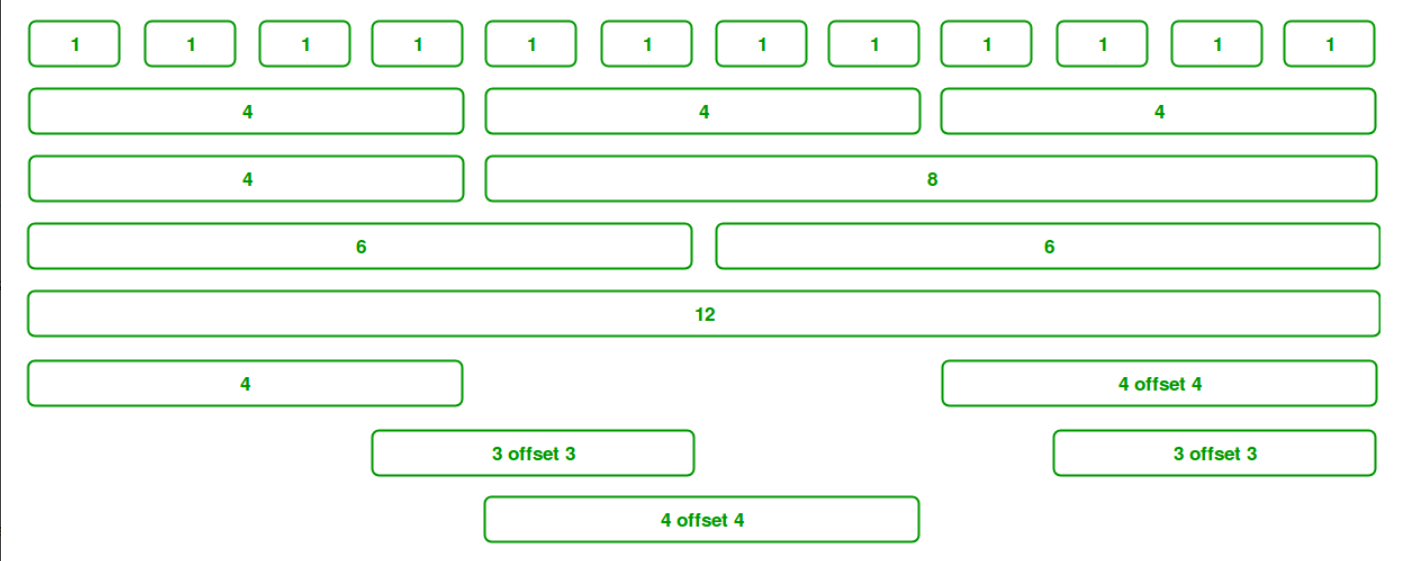 1 1 1 1 1 1 1 1 1 1 1 1
4 4 4
4 8
6 6
12
4 4 offset 4
3 offset 3 3 offset 3
4 offset 4